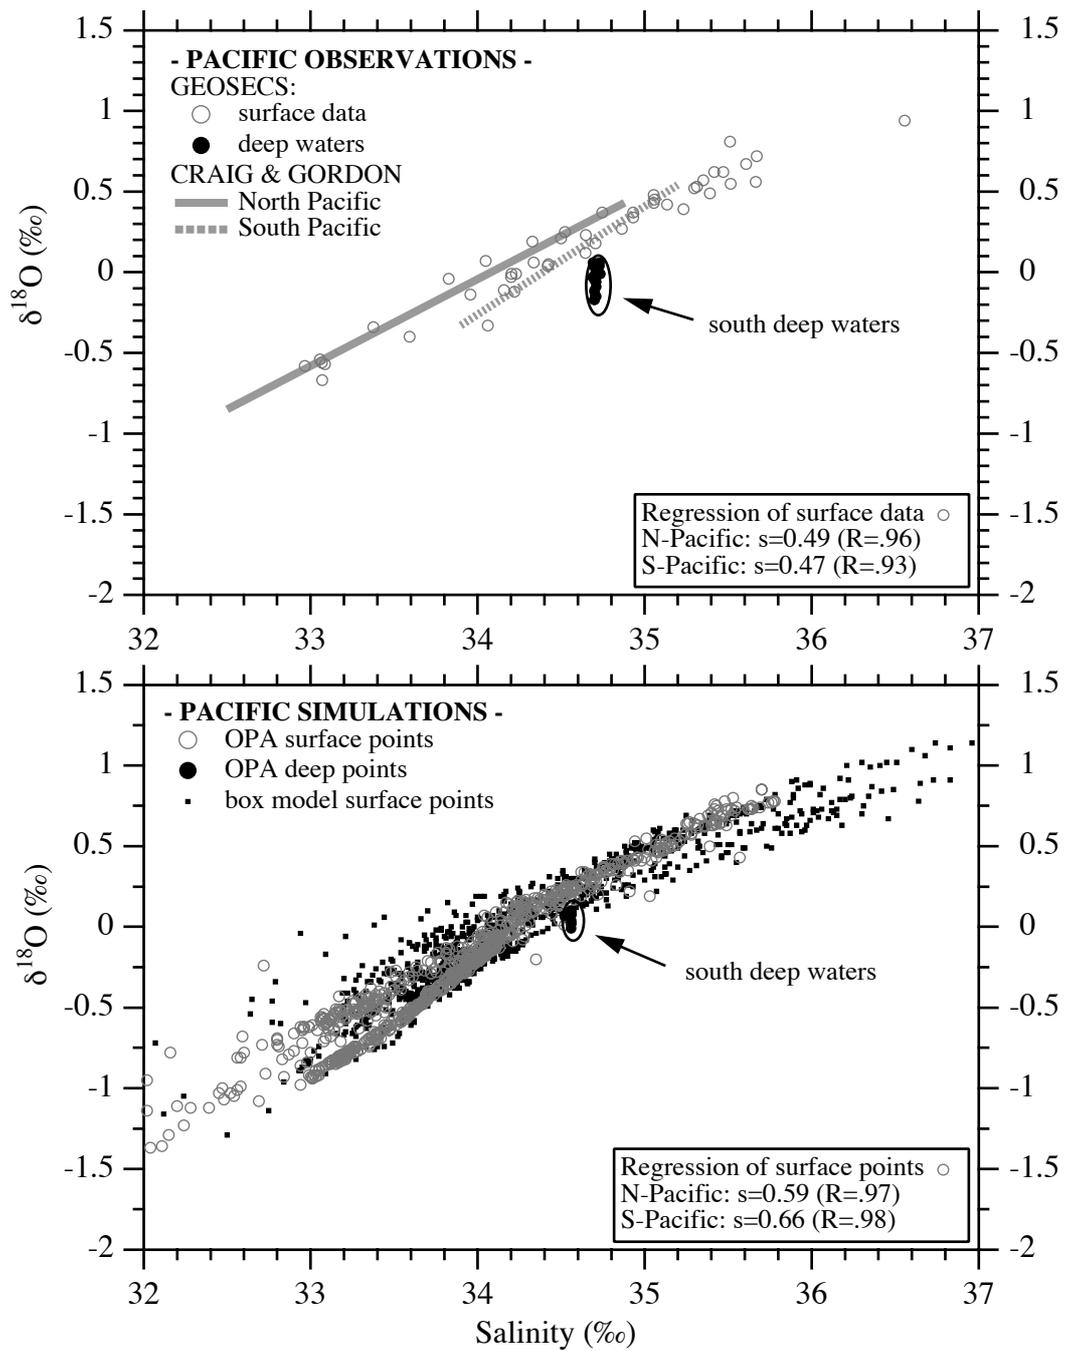 - PACIFIC OBSERVATIONS -
GEOSECS:
surface data
deep waters
CRAIG & GORDON
North Pacific
South Pacific
1.5 1.5
1 1
0.5 0.5
0 0
-0.5 -0.5
-1 -1
-1.5 -1.5
-2 -2
δ18O (‰)
south deep waters
Regression of surface data
N-Pacific: s=0.49 (R=.96)
S-Pacific: s=0.47 (R=.93)
32 33 34 35 36 37
- PACIFIC SIMULATIONS -
OPA surface points
OPA deep points
box model surface points
1.5 1.5
1 1
0.5 0.5
0 0
-0.5 -0.5
-1 -1
-1.5 -1.5
-2 -2
δ18O (‰)
south deep waters
Regression of surface points
N-Pacific: s=0.59 (R=.97)
S-Pacific: s=0.66 (R=.98)
32 33 34 35 36 37
Salinity (‰)